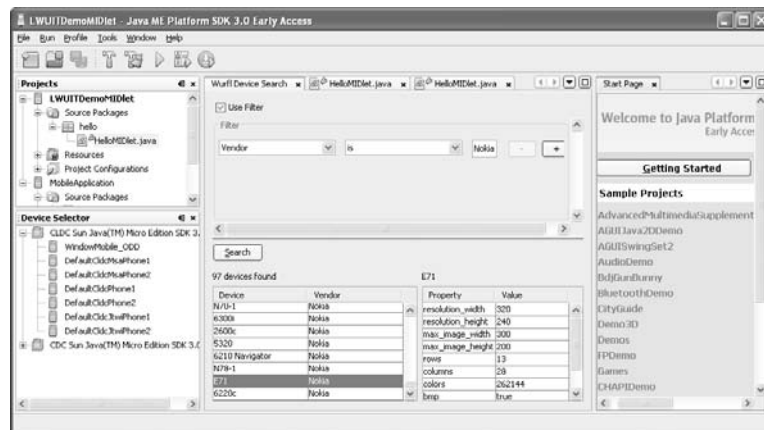 LWUITDemoMIDlet - Java ME Platform SDK 3.0 Early Access
File Run Profile Tools Window Help
Projects
LWUITDemoMIDlet
Source Packages
hello
HelloMIDlet.java
Resources
Project Configurations
MobileApplication
Source Packages
Device Selector
CLDC Sun Java(TM) Micro Edition SDK 3.
WindowMobile_ODD
DefaultCldcMsaPhone1
DefaultCldcMsaPhone2
DefaultCldcPhone1
DefaultCldcPhone2
DefaultCldcJtwiPhone1
DefaultCldcJtwiPhone2
CDC Sun Java(TM) Micro Edition SDK 3.0
Wurfl Device Search HelloMIDlet.java HelloMIDlet.java
Use Filter
Filter
Vendor is Nokia - +
Search
97 devices found
Device Vendor
N70-1 Nokia
6300i Nokia
2600c Nokia
5320 Nokia
6210 Navigator Nokia
N78-1 Nokia
E71 Nokia
6220c Nokia
E71
Property Value
resolution_width 320
resolution_height 240
max_image_width 300
max_image_height 200
rows 13
columns 28
colors 262144
bmp true
Start Page
Welcome to Java Platform
Early Acces
Getting Started
Sample Projects
AdvancedMultimediaSupplement
AGUIJava2DDemo
AGUISwingSet2
AudioDemo
BdjGunBunny
BluetoothDemo
CityGuide
Demo3D
Demos
FPDemo
Games
CHAPIDemo